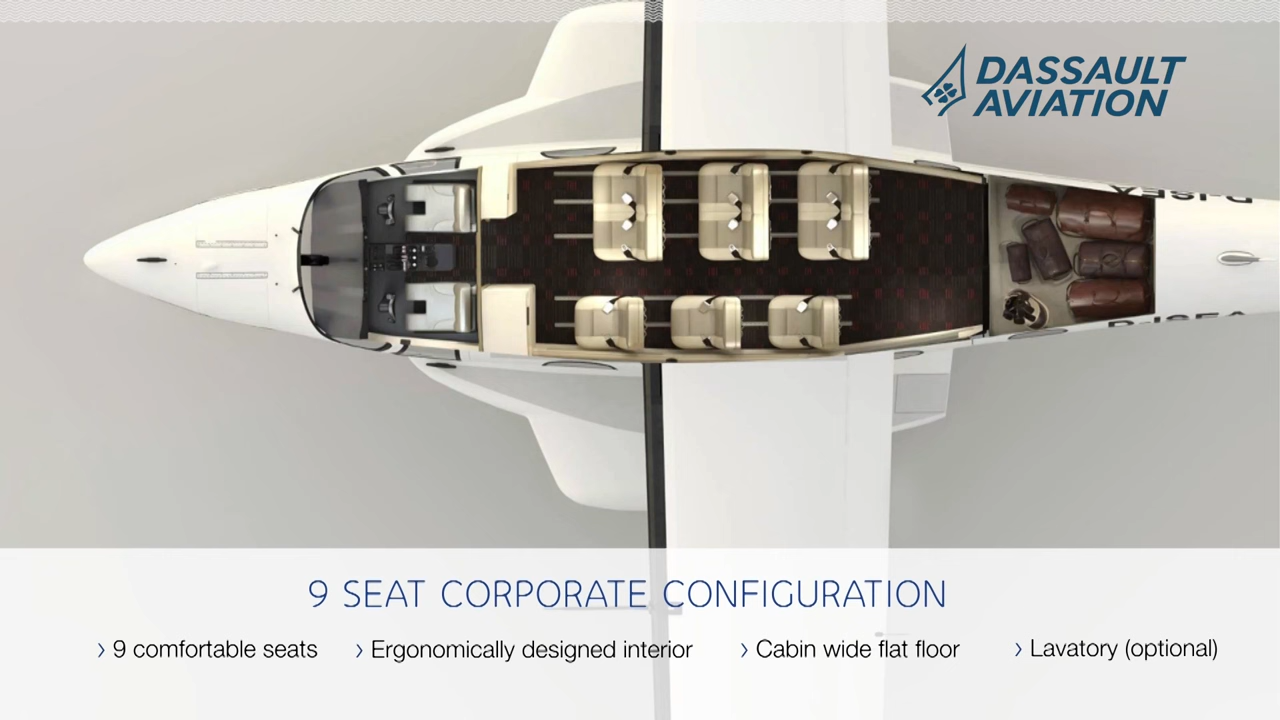 DASSAULT
AVIATION
9 SEAT CORPORATE CONFIGURATION
› 9 comfortable seats › Ergonomically designed interior › Cabin wide flat floor › Lavatory (optional)